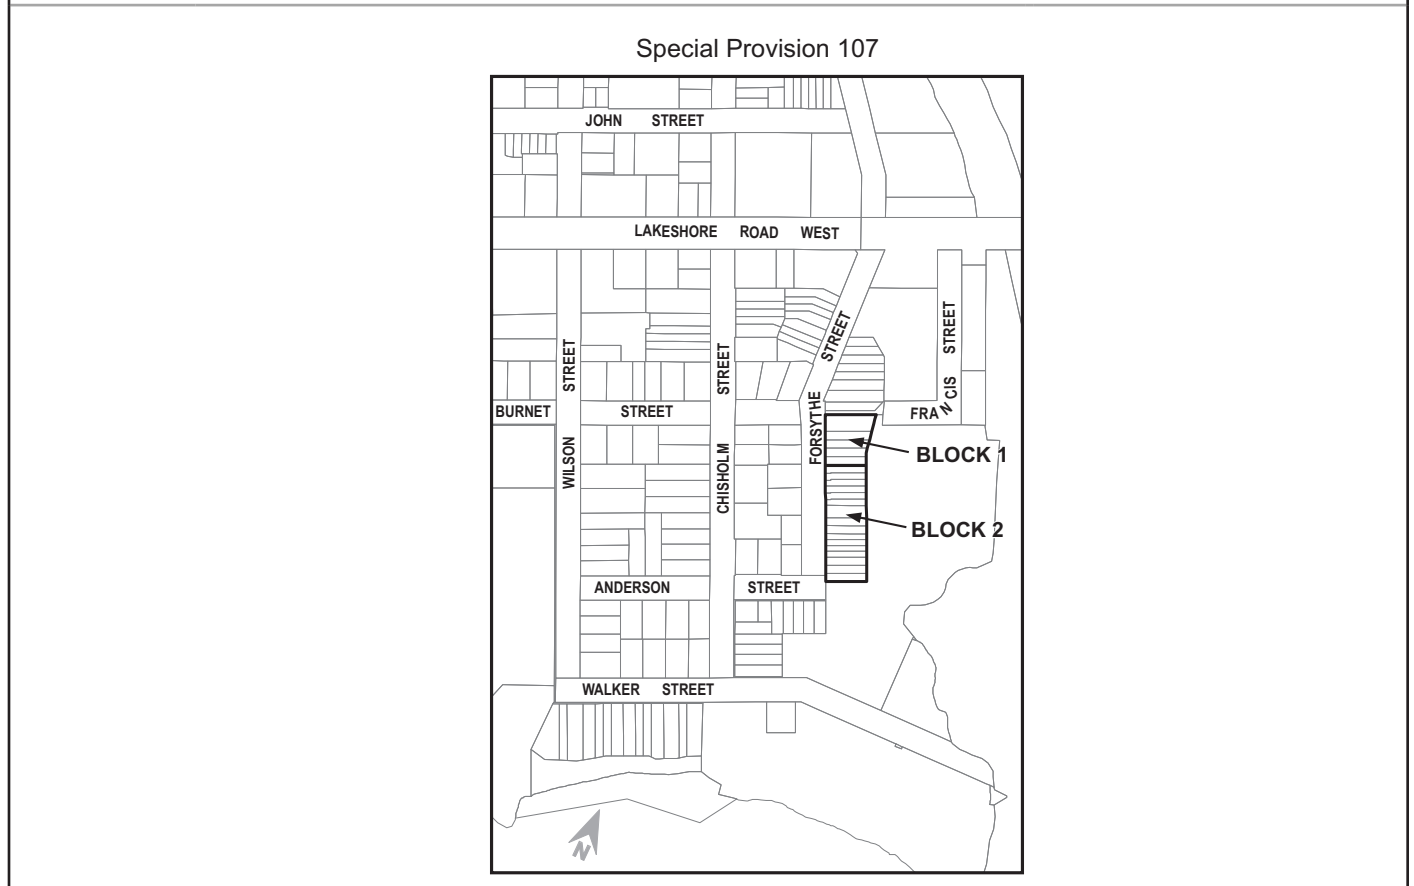 Special Provision 107
JOHN STREET
LAKESHORE ROAD WEST
STREET
STREET
STREET
STREET
BURNET STREET
FRANCIS
FORSYTHE
WILSON
CHISHOLM
BLOCK 1
BLOCK 2
ANDERSON STREET
WALKER STREET
N